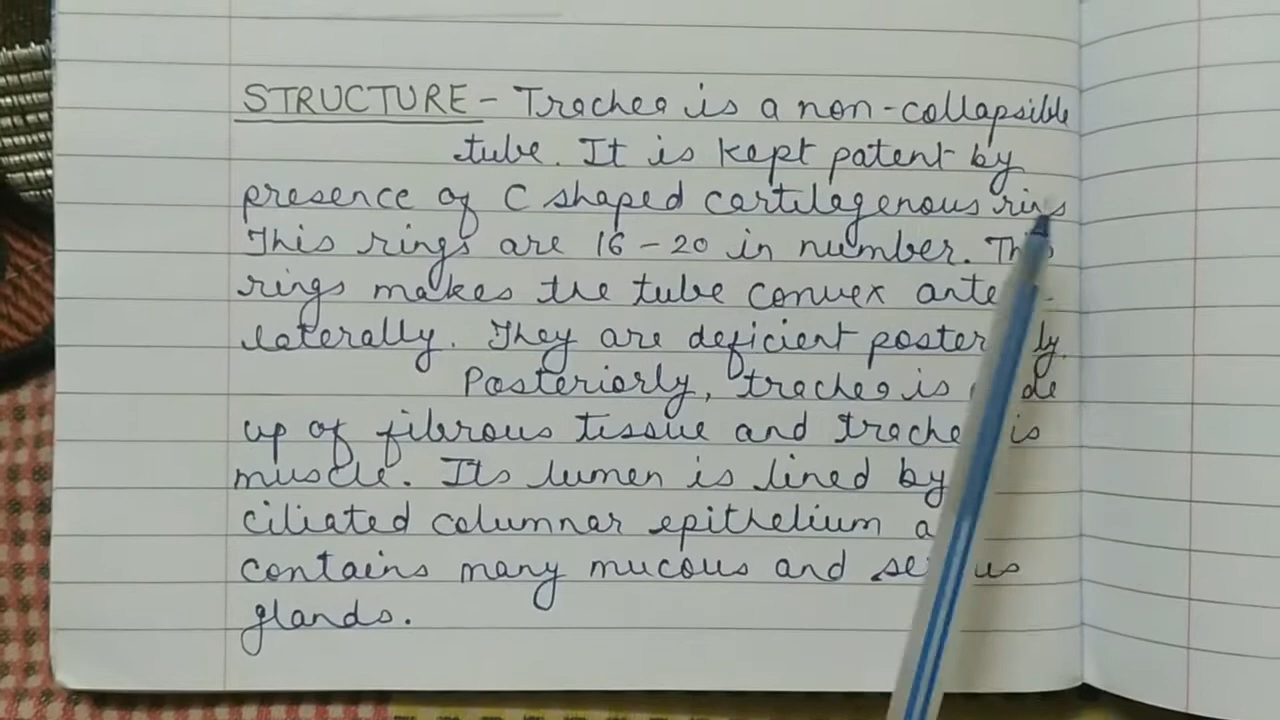 STRUCTURE - Trachea is a non-collapsible
tube. It is kept patent by
presence of C shaped cartilagenous rings
This rings are 16-20 in number.
rings makes the tube convex
laterally. They are deficient
Posteriorly, trachea is
up of fibrous tissue and is
muscle. Its lumen is lined by
ciliated columnar epithelium
contains many mucous and
glands.